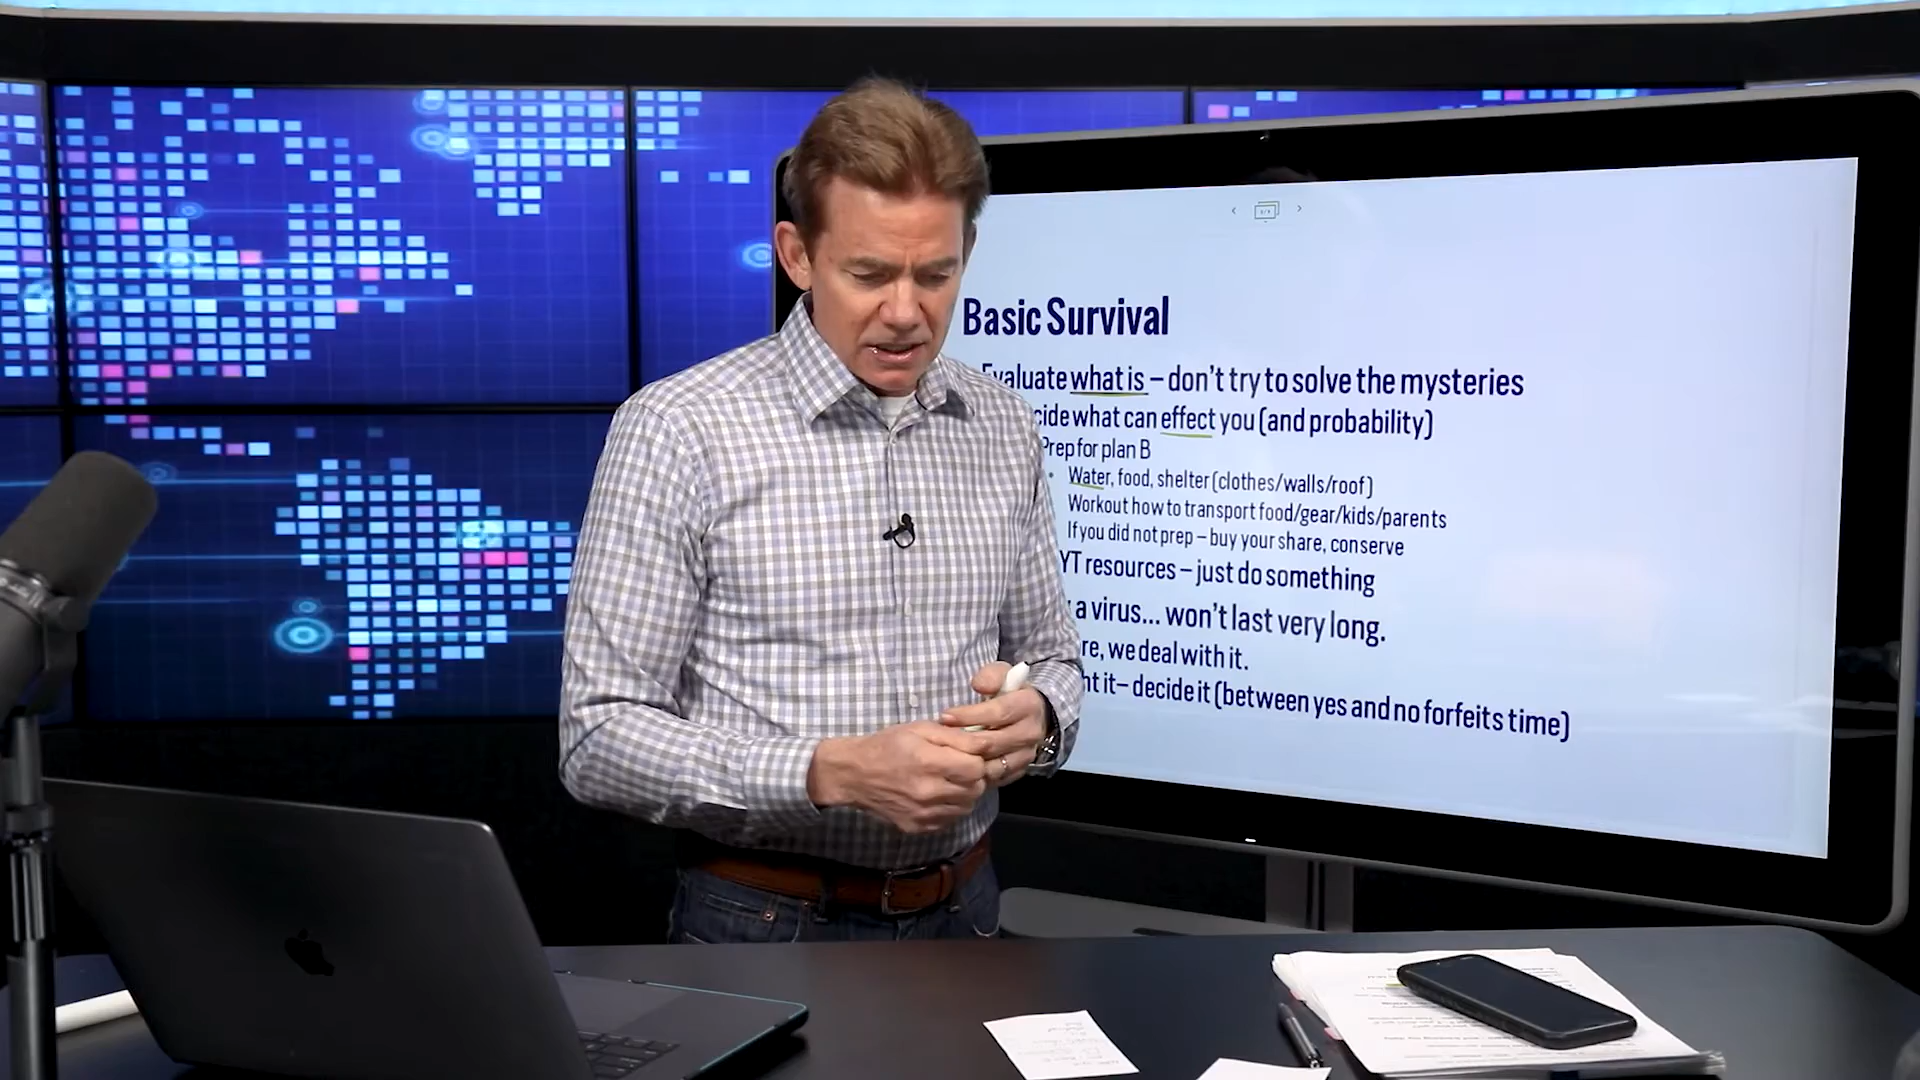 Basic Survival
Evaluate what is – don't try to solve the mysteries
cide what can effect you (and probability)
Prep for plan B
• Water, food, shelter (clothes/walls/roof)
Workout how to transport food/gear/kids/parents
If you did not prep – buy your share, conserve
YT resources – just do something
a virus... won't last very long.
re, we deal with it.
ht it– decide it (between yes and no forfeits time)